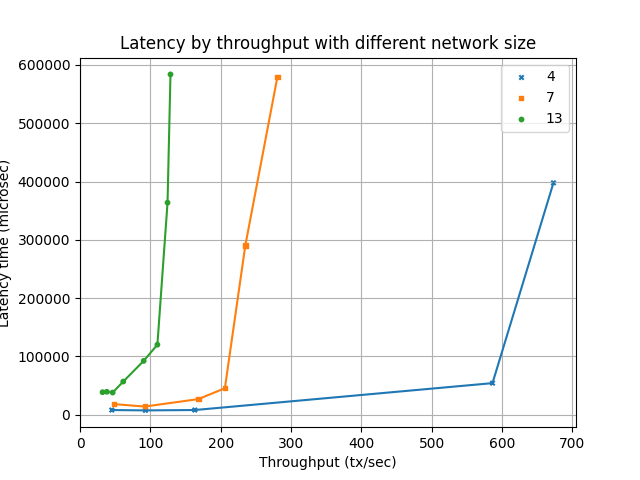 Latency by throughput with different network size
600000
500000
400000
300000
200000
100000
0
Latency time (microsec)
4
7
13
0 100 200 300 400 500 600 700
Throughput (tx/sec)